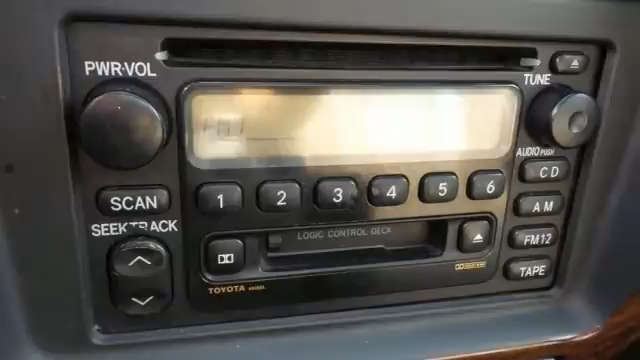 PWR·VOL
TUNE
AUDIO PUSH
CD
SCAN
1 2 3 4 5 6
AM
SEEK TRACK
LOGIC CONTROL DECK
FM12
TAPE
TOYOTA